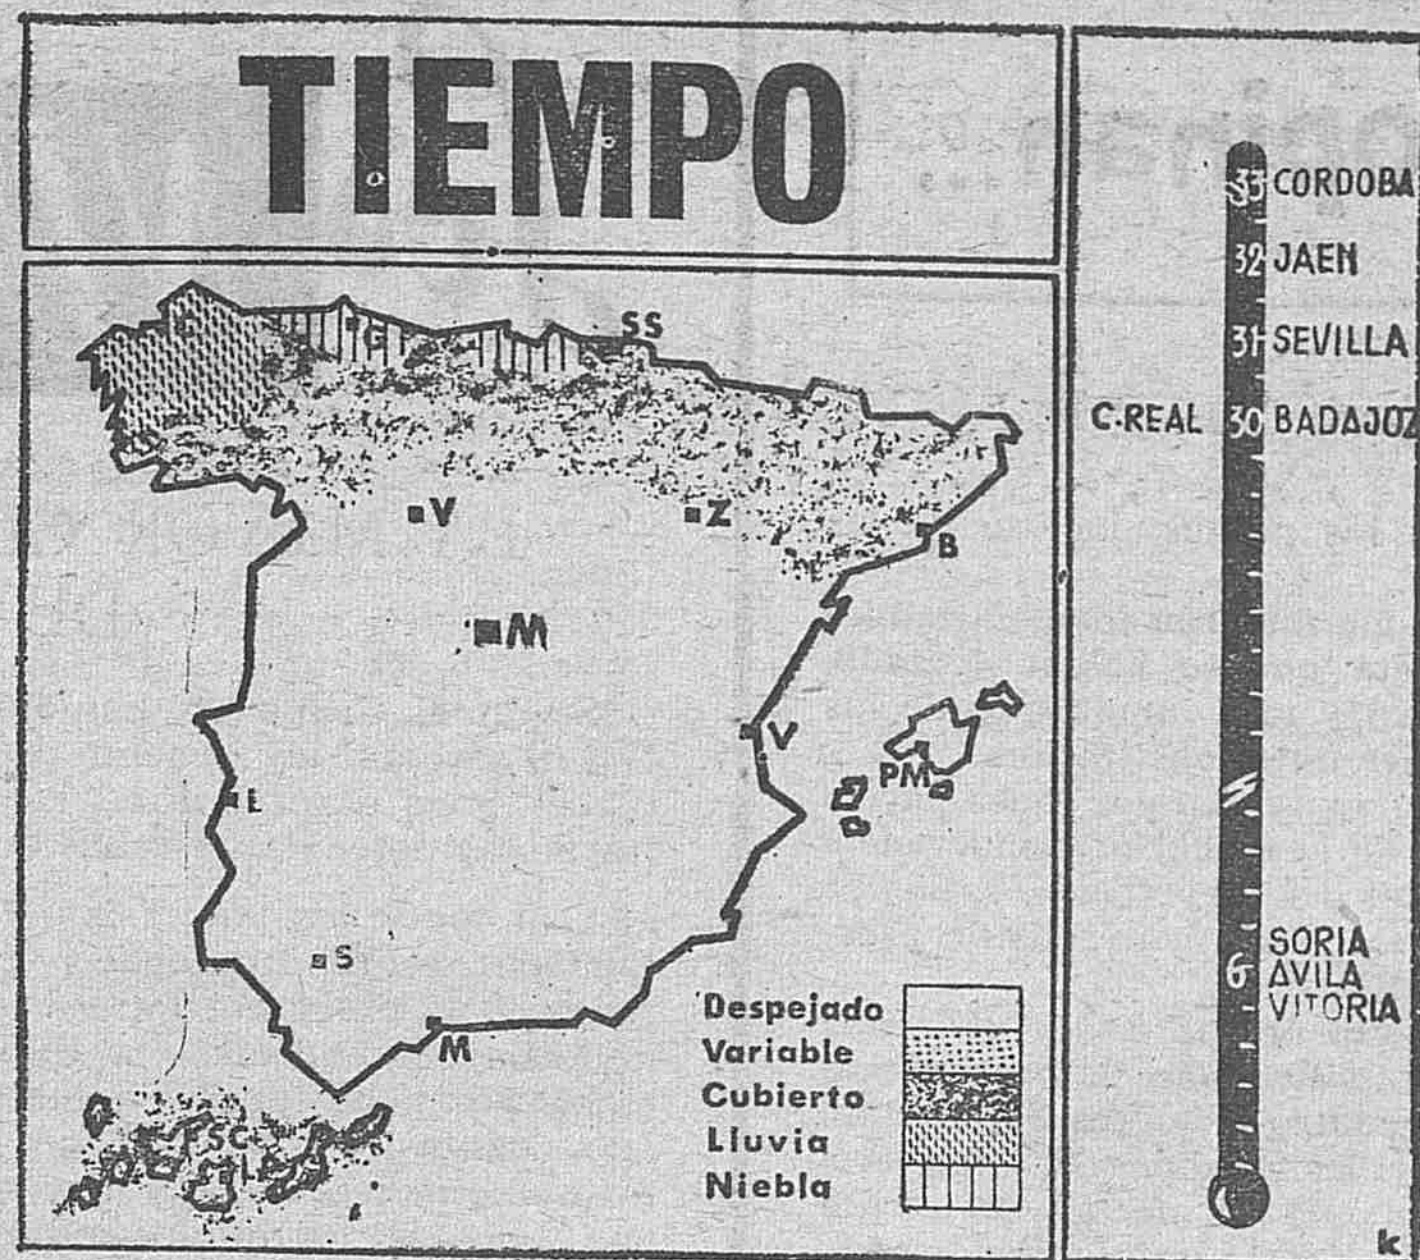 TIEMPO
SS
V
Z
B
M
V
PM
L
S
M
SC
LP
Despejado
Variable
Cubierto
Lluvia
Niebla
33 CORDOBA
32 JAEN
31 SEVILLA
C.REAL 30 BADAJOZ
6 SORIA
AVILA
VITORIA
k